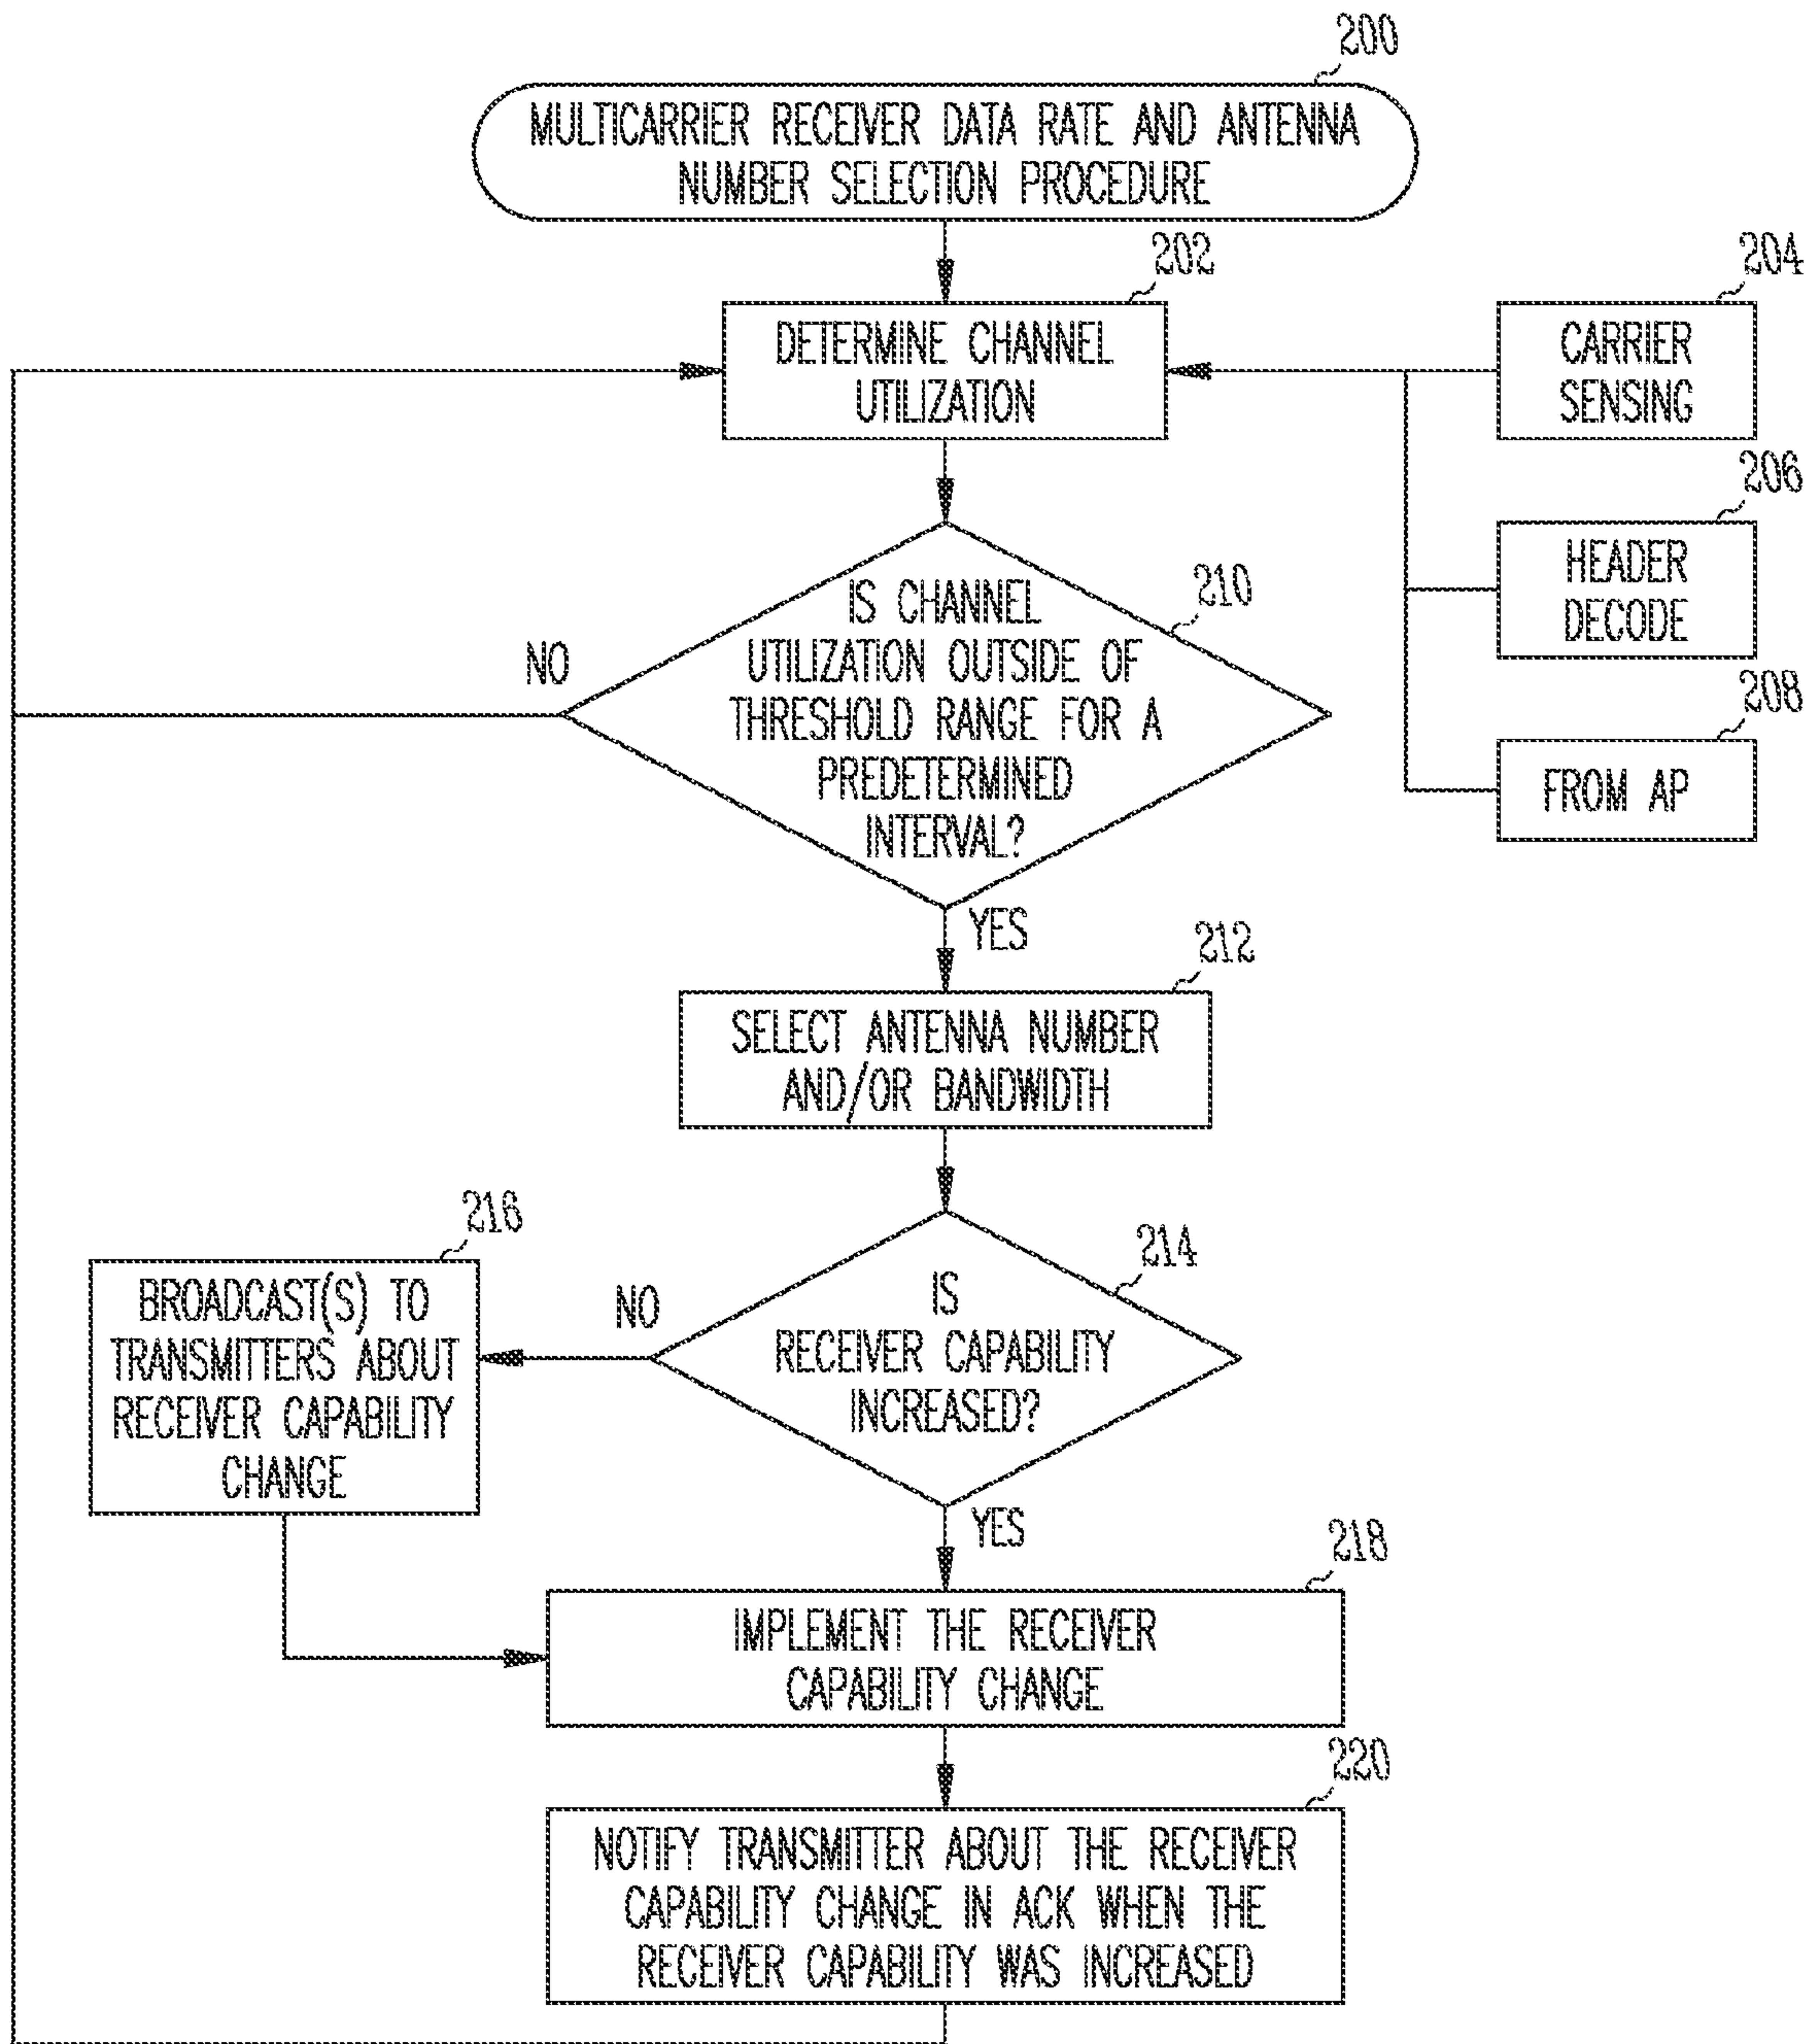 200
MULTICARRIER RECEIVER DATA RATE AND ANTENNA
NUMBER SELECTION PROCEDURE
202
DETERMINE CHANNEL
UTILIZATION
204
CARRIER
SENSING
206
HEADER
DECODE
208
FROM AP
210
IS CHANNEL
UTILIZATION OUTSIDE OF
THRESHOLD RANGE FOR A
PREDETERMINED
INTERVAL?
NO
YES
212
SELECT ANTENNA NUMBER
AND/OR BANDWIDTH
214
IS
RECEIVER CAPABILITY
INCREASED?
NO
216
BROADCAST(S) TO
TRANSMITTERS ABOUT
RECEIVER CAPABILITY
CHANGE
YES
218
IMPLEMENT THE RECEIVER
CAPABILITY CHANGE
220
NOTIFY TRANSMITTER ABOUT THE RECEIVER
CAPABILITY CHANGE IN ACK WHEN THE
RECEIVER CAPABILITY WAS INCREASED